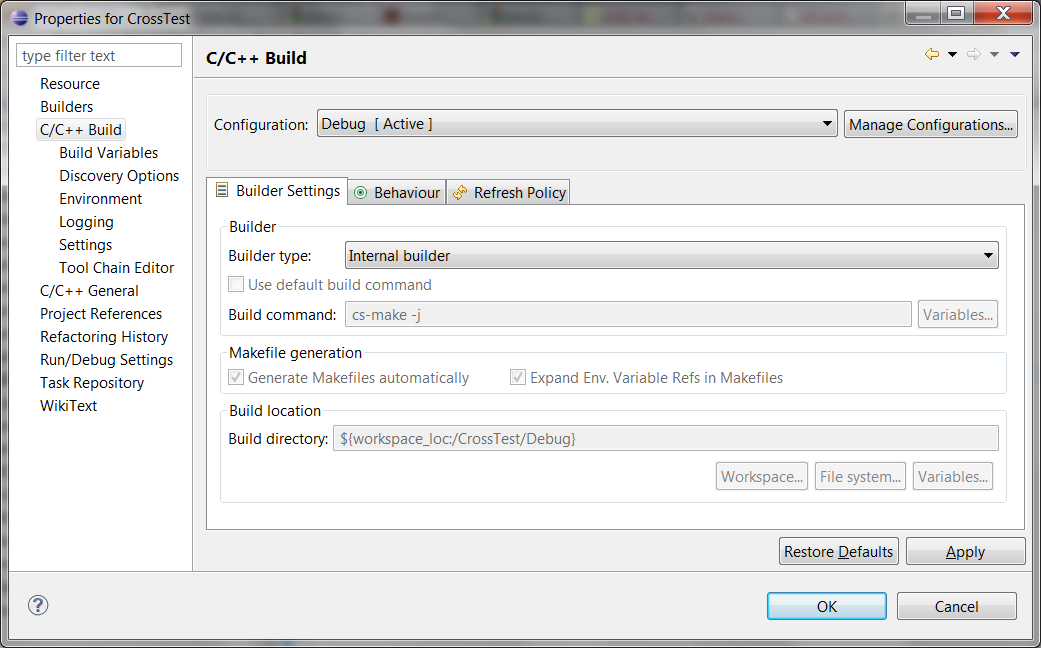 Properties for CrossTest
type filter text
C/C++ Build
Resource
Builders
C/C++ Build
Build Variables
Discovery Options
Environment
Logging
Settings
Tool Chain Editor
C/C++ General
Project References
Refactoring History
Run/Debug Settings
Task Repository
WikiText
Configuration: Debug [ Active ] Manage Configurations...
Builder Settings Behaviour Refresh Policy
Builder
Builder type: Internal builder
Use default build command
Build command: cs-make -j Variables...
Makefile generation
Generate Makefiles automatically Expand Env. Variable Refs in Makefiles
Build location
Build directory: ${workspace_loc:/CrossTest/Debug}
Workspace... File system... Variables...
Restore Defaults Apply
? OK Cancel